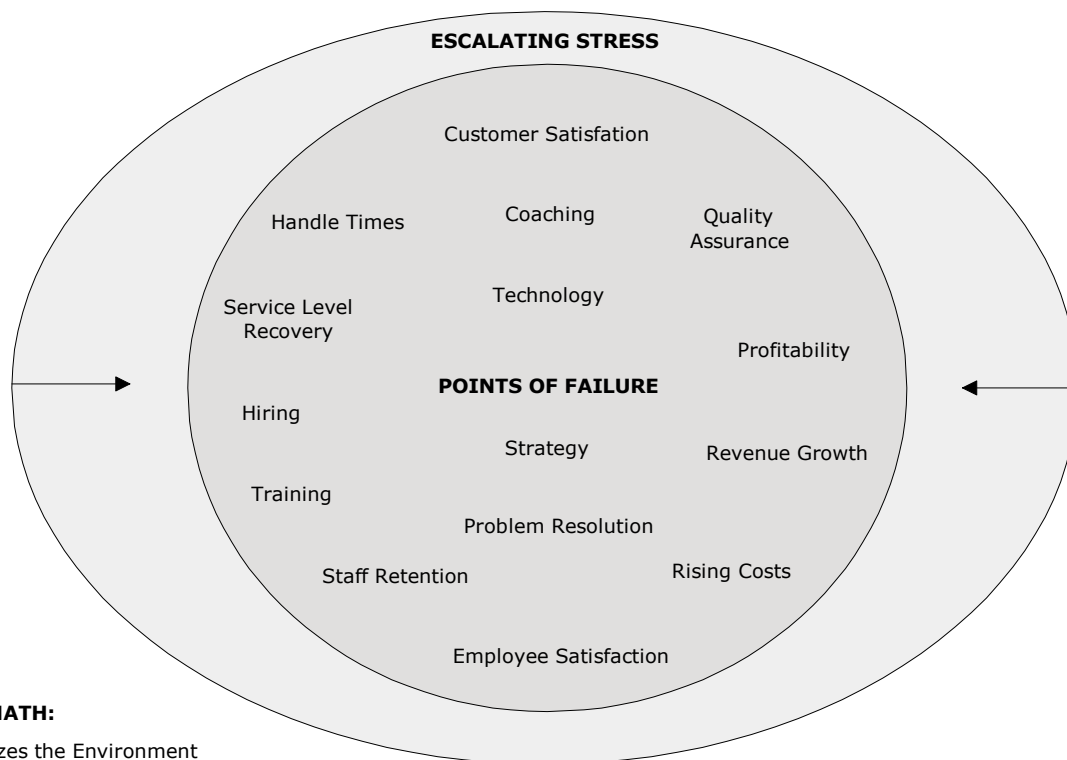 ESCALATING STRESS
Customer Satisfation
Handle Times
Coaching
Quality
Assurance
Service Level
Recovery
Technology
Profitability
POINTS OF FAILURE
Hiring
Strategy
Revenue Growth
Training
Problem Resolution
Staff Retention
Rising Costs
Employee Satisfaction
the Environment